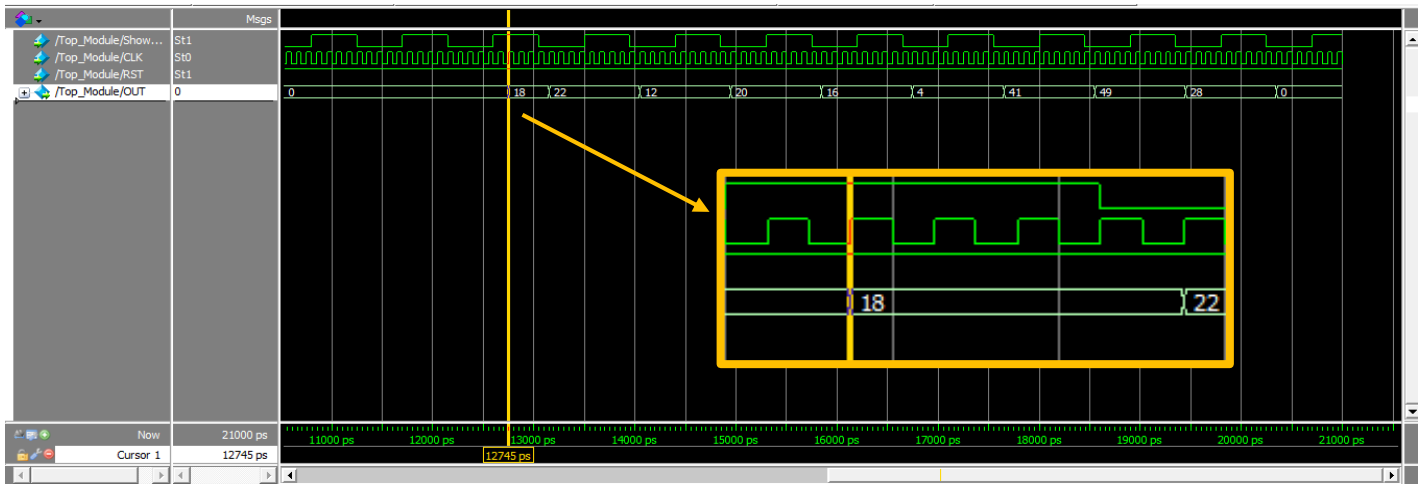 Msgs
/Top_Module/Show... St1
/Top_Module/CLK St0
/Top_Module/RST St1
/Top_Module/OUT 0 0 18 22 12 20 16 4 41 49 28 0
18 22
Now 21000 ps 11000 ps 12000 ps 13000 ps 14000 ps 15000 ps 16000 ps 17000 ps 18000 ps 19000 ps 20000 ps 21000 ps
Cursor 1 12745 ps 12745 ps